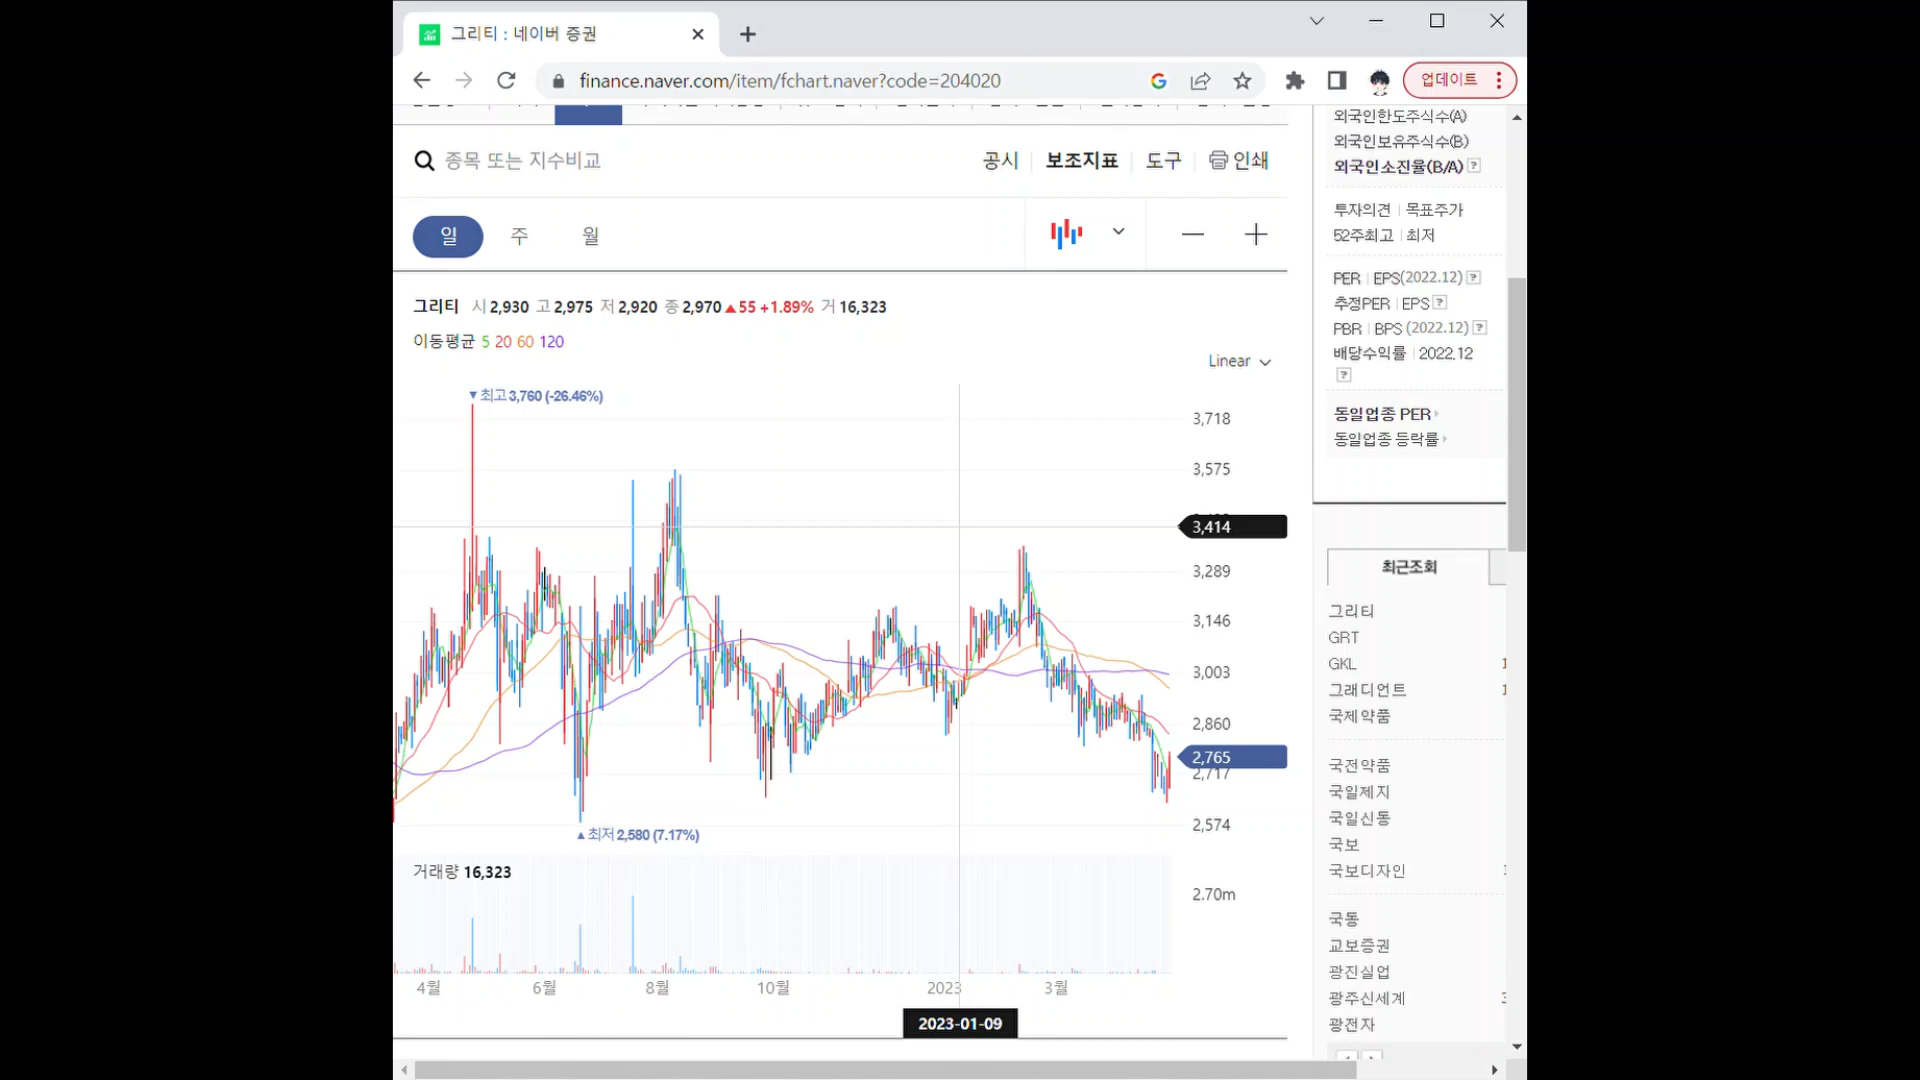 그리티 : 네이버 증권
finance.naver.com/item/fchart.naver?code=204020
업데이트
종목 또는 지수비교
공시
보조지표
도구
인쇄
일 주 월
그리티 시 2,930 고 2,975 저 2,920 종 2,970 ▲55 +1.89% 거 16,323
이동평균 5 20 60 120
Linear
▼최고 3,760 (-26.46%)
3,718
3,575
3,414
3,289
3,146
3,003
2,860
2,765
2,717
2,574
▲최저 2,580 (7.17%)
거래량 16,323
2.70m
4월 6월 8월 10월 2023 3월
2023-01-09
외국인한도주식수(A)
외국인보유주식수(B)
외국인소진율(B/A) ?
투자의견 | 목표주가
52주최고 | 최저
PER | EPS(2022.12) ?
추정PER | EPS ?
PBR | BPS (2022.12) ?
배당수익률 | 2022.12
?
동일업종 PER
동일업종 등락률
최근조회
그리티
GRT
GKL
그래디언트
국제약품
국전약품
국일제지
국일신동
국보
국보디자인
국동
교보증권
광진실업
광주신세계
광전자